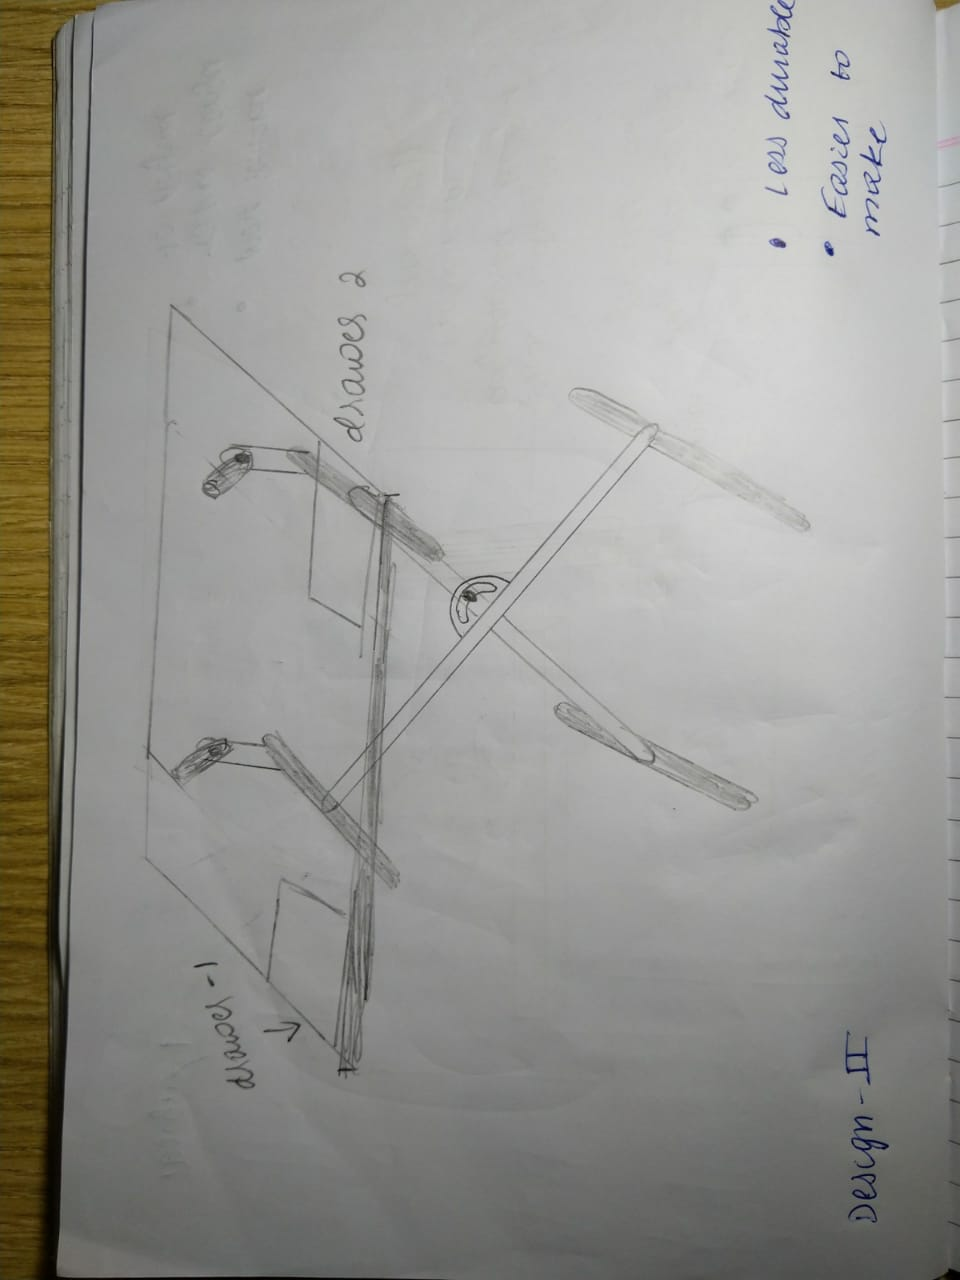 drawer-1
drawer 2
Design-II
• Less durable
• Easier to
make